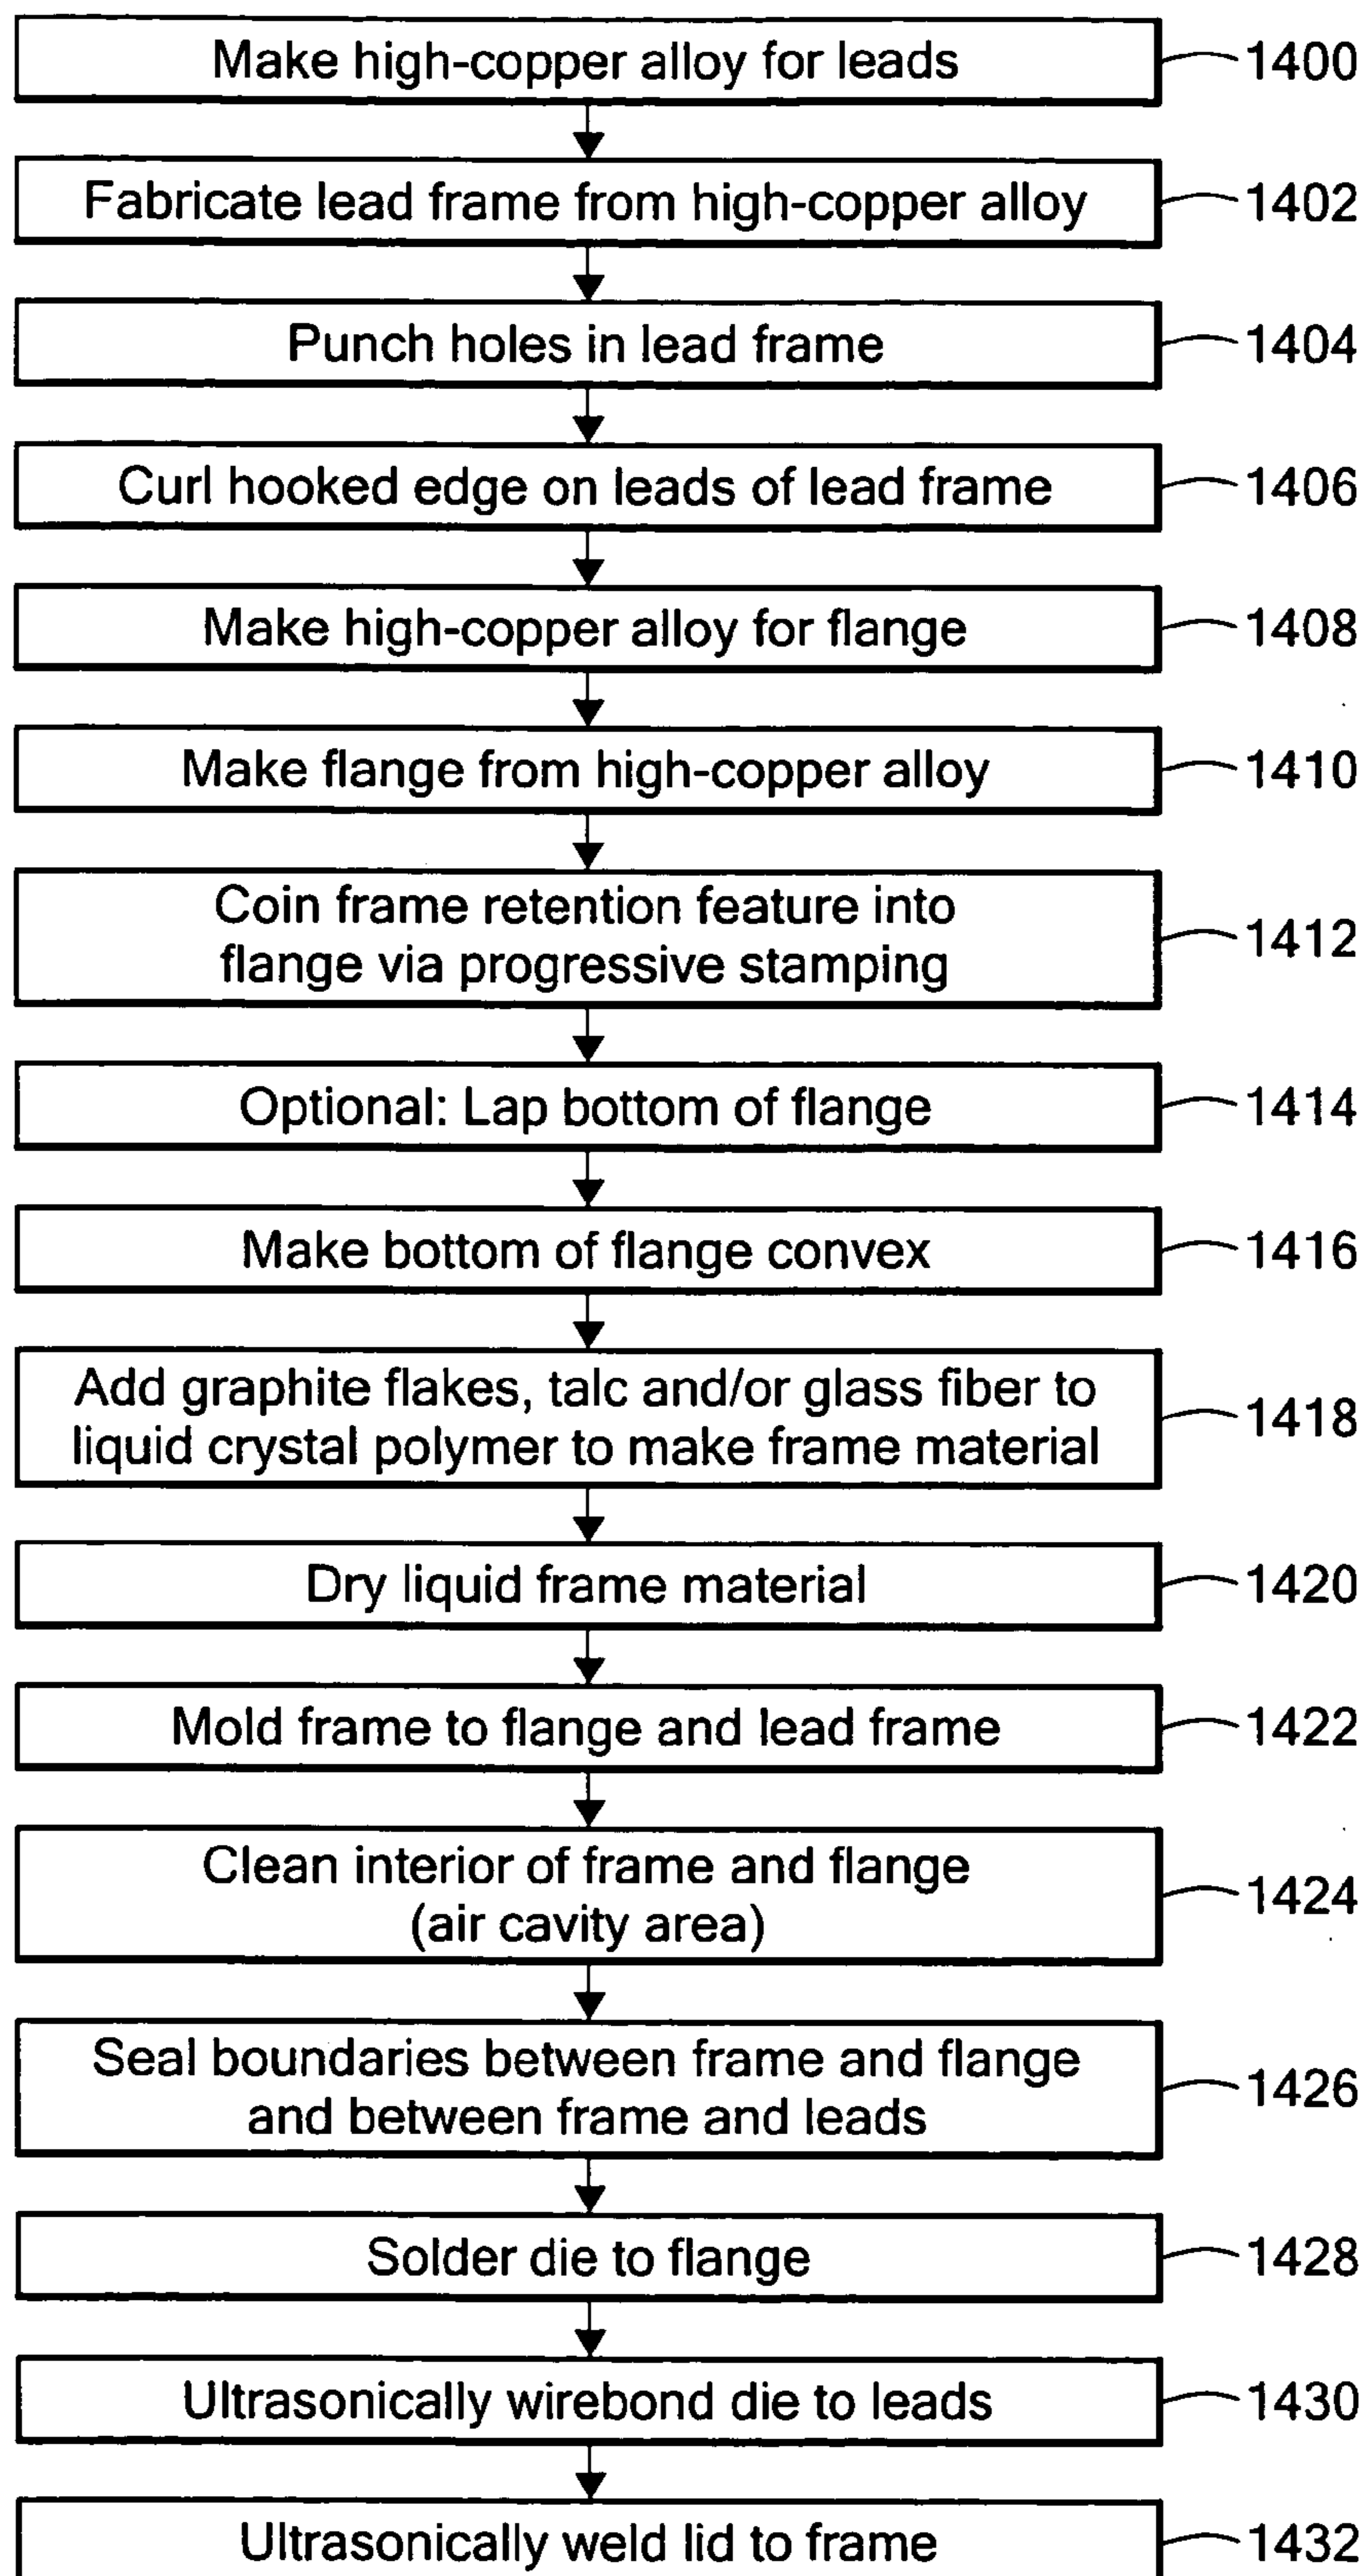 Make high-copper alloy for leads 1400
Fabricate lead frame from high-copper alloy 1402
Punch holes in lead frame 1404
Curl hooked edge on leads of lead frame 1406
Make high-copper alloy for flange 1408
Make flange from high-copper alloy 1410
Coin frame retention feature into
flange via progressive stamping
1412
Optional: Lap bottom of flange 1414
Make bottom of flange convex 1416
Add graphite flakes, talc and/or glass fiber to
liquid crystal polymer to make frame material
1418
Dry liquid frame material 1420
Mold frame to flange and lead frame 1422
Clean interior of frame and flange
(air cavity area)
1424
Seal boundaries between frame and flange
and between frame and leads
1426
Solder die to flange 1428
Ultrasonically wirebond die to leads 1430
Ultrasonically weld lid to frame 1432